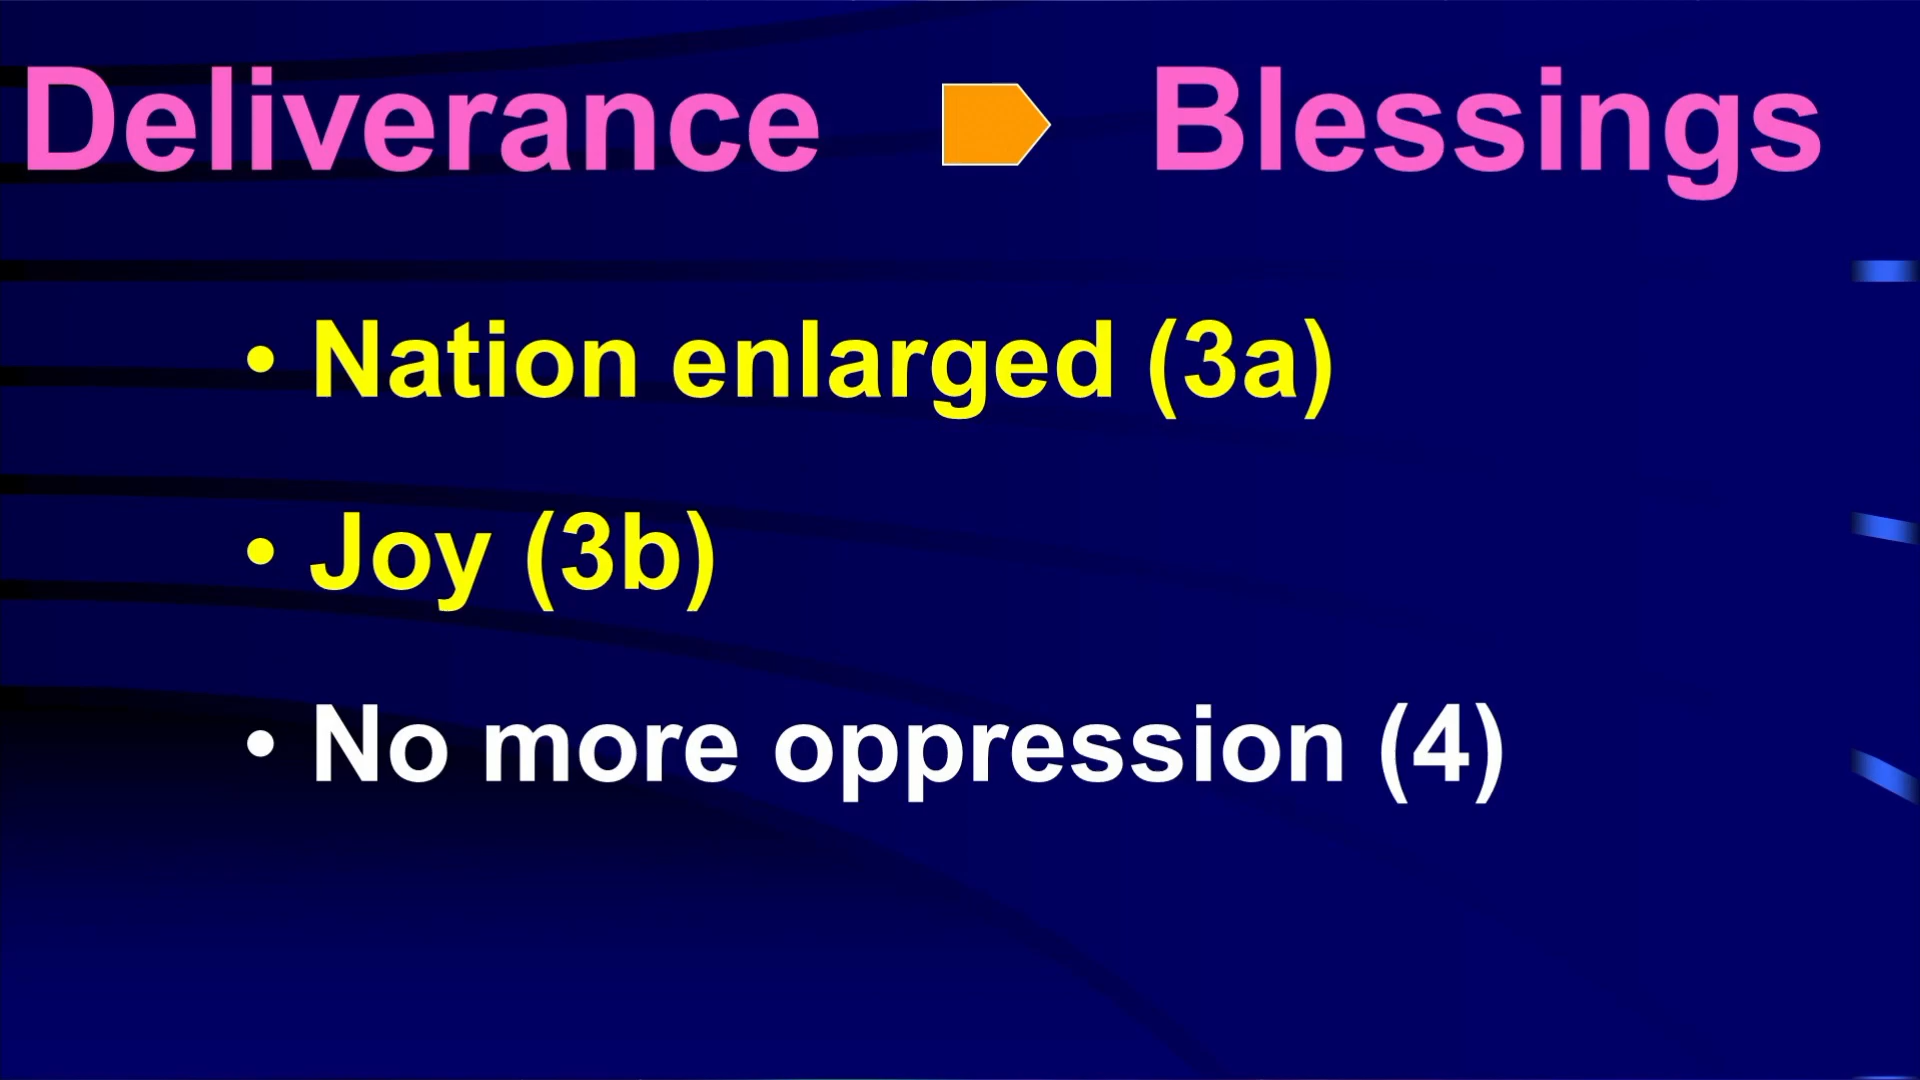 Deliverance Blessings
• Nation enlarged (3a)
• Joy (3b)
• No more oppression (4)